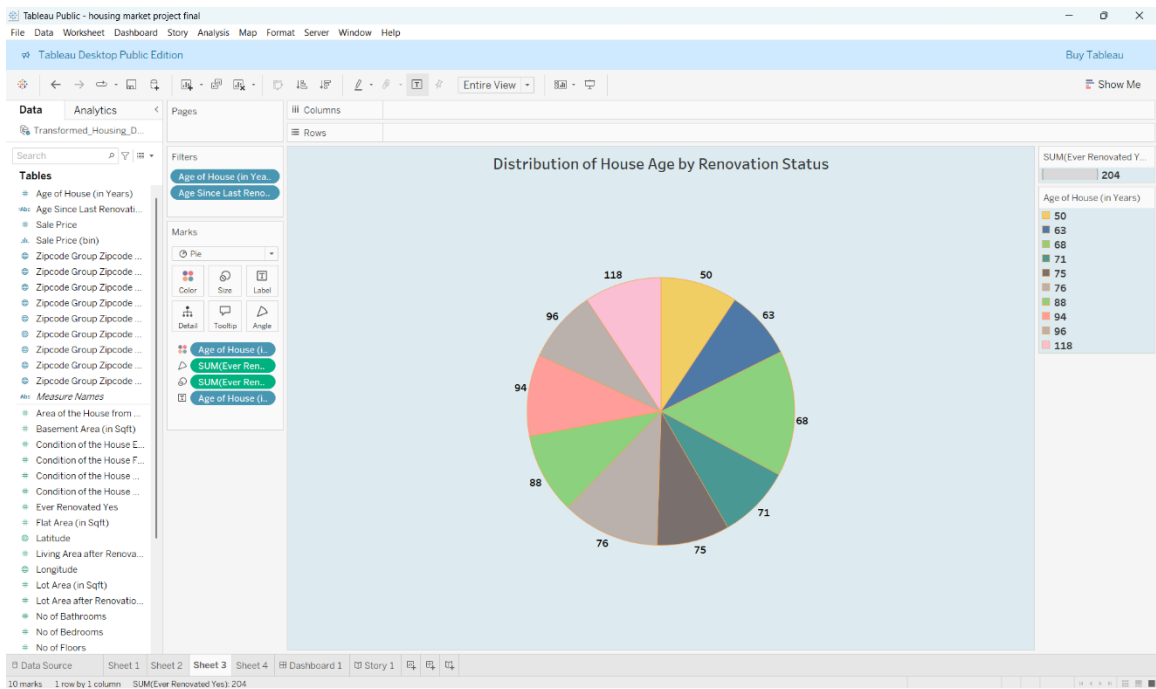 Tableau Public - housing market project final
File Data Worksheet Dashboard Story Analysis Map Format Server Window Help
Tableau Desktop Public Edition
Buy Tableau
Entire View
Show Me
Data
Analytics
Pages
Columns
Transformed_Housing_D...
Rows
Search
Filters
Distribution of House Age by Renovation Status
SUM(Ever Renovated Y...
204
Tables
Age of House (in Yea..
Age Since Last Reno..
Age of House (in Years)
50
63
68
71
75
76
88
94
96
118
Abc
Age of House (in Years)
Age Since Last Renovati...
Sale Price
Sale Price (bin)
Zipcode Group Zipcode ...
Zipcode Group Zipcode ...
Zipcode Group Zipcode ...
Zipcode Group Zipcode ...
Zipcode Group Zipcode ...
Zipcode Group Zipcode ...
Zipcode Group Zipcode ...
Zipcode Group Zipcode ...
Zipcode Group Zipcode ...
Abc Measure Names
Area of the House from ...
Basement Area (in Sqft)
Condition of the House E...
Condition of the House F...
Condition of the House ...
Condition of the House ...
Ever Renovated Yes
Flat Area (in Sqft)
Latitude
Living Area after Renova...
Longitude
Lot Area (in Sqft)
Lot Area after Renovatio...
No of Bathrooms
No of Bedrooms
No of Floors
Marks
Pie
Color Size Label
Detail Tooltip Angle
Age of House (i..
SUM(Ever Ren..
SUM(Ever Ren..
Age of House (i..
118
50
96
63
94
68
88
71
76
75
Data Source Sheet 1 Sheet 2 Sheet 3 Sheet 4 Dashboard 1 Story 1
10 marks 1 row by 1 column SUM(Ever Renovated Yes): 204